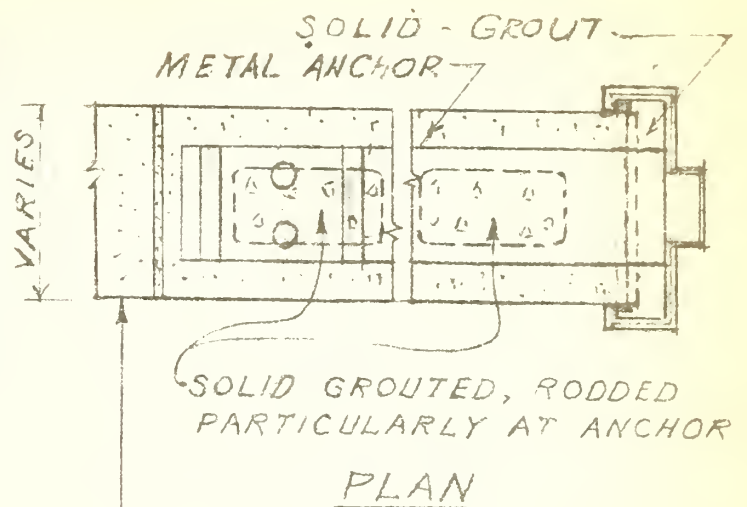 SOLID - GROUT
METAL ANCHOR
VARIES
SOLID GROUTED, RODDED
PARTICULARLY AT ANCHOR
PLAN